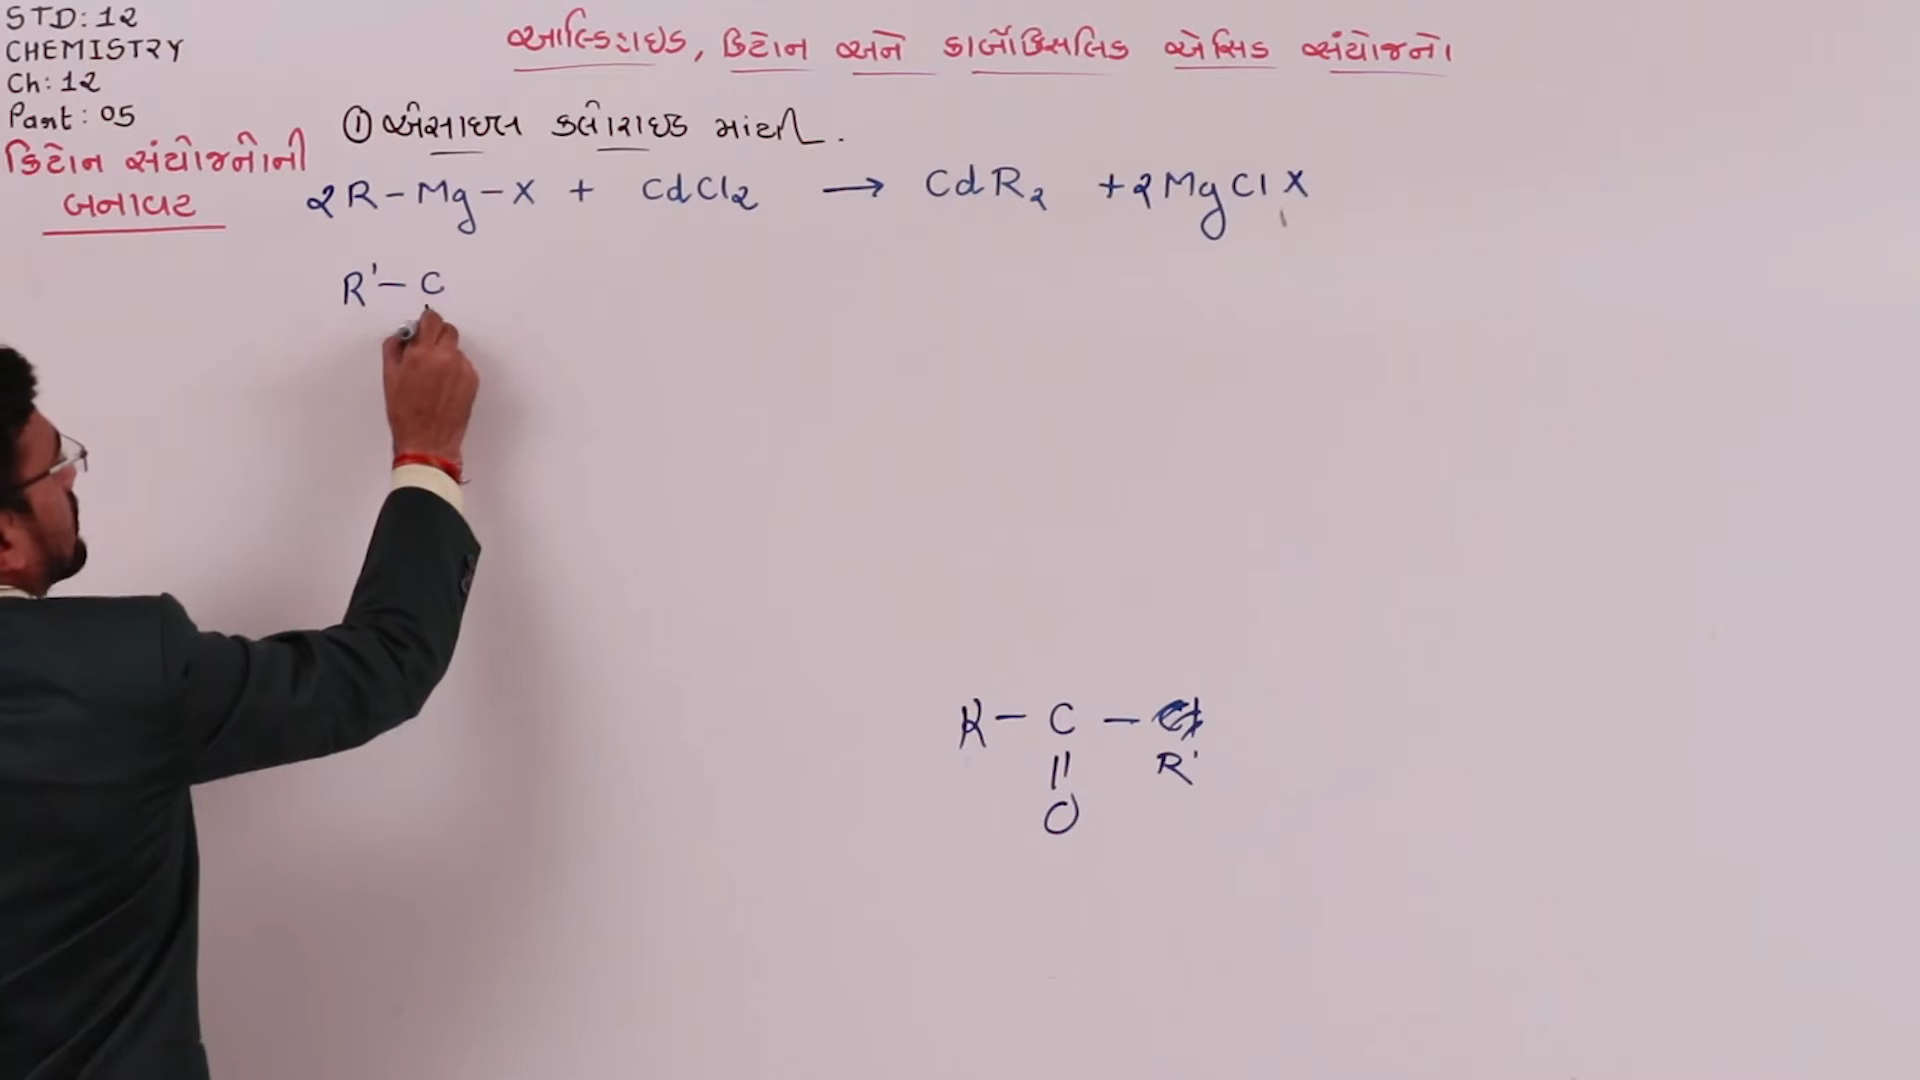 STD: 12
CHEMISTRY
Ch: 12
Part: 05
આલ્ડિહાઇડ, કિટોન અને કાર્બોક્સિલિક એસિડ સંયોજનો
કિટોન સંયોજનોની
બનાવટ
① એસાઇલ ક્લોરાઇડ માંથી.
2R-Mg-X + CdCl2 → CdR2 + 2MgClX
R'-C
R-C-
॥ R'
O